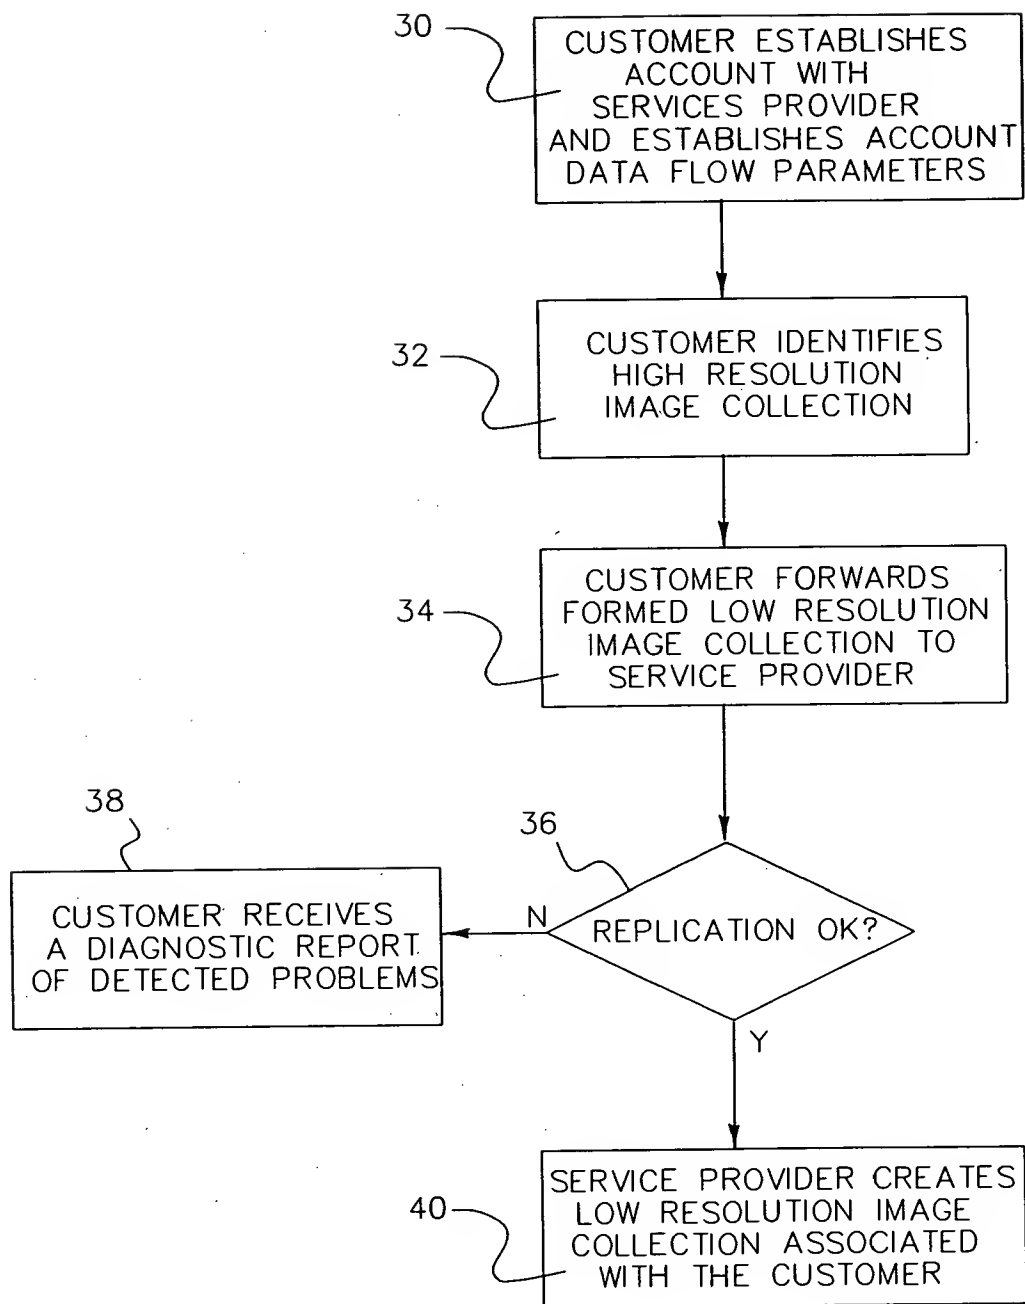 30
CUSTOMER ESTABLISHES
ACCOUNT WITH
SERVICES PROVIDER
AND ESTABLISHES ACCOUNT
DATA FLOW PARAMETERS
32
CUSTOMER IDENTIFIES
HIGH RESOLUTION
IMAGE COLLECTION
34
CUSTOMER FORWARDS
FORMED LOW RESOLUTION
IMAGE COLLECTION TO
SERVICE PROVIDER
36
REPLICATION OK?
N
Y
38
CUSTOMER RECEIVES
A DIAGNOSTIC REPORT
OF DETECTED PROBLEMS
40
SERVICE PROVIDER CREATES
LOW RESOLUTION IMAGE
COLLECTION ASSOCIATED
WITH THE CUSTOMER